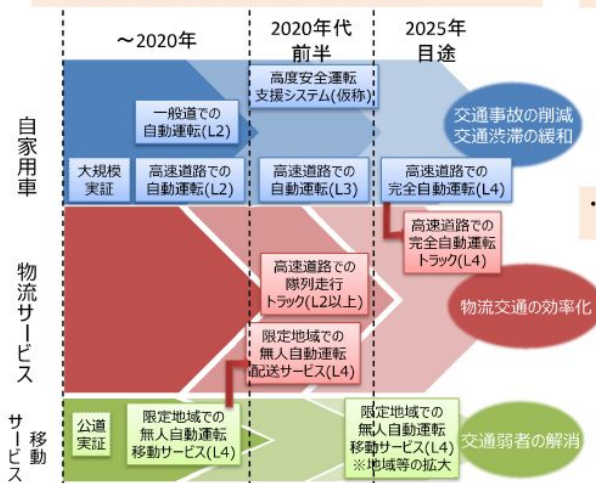 ～2020年
2020年代
前半
2025年
目途
自家用車
高度安全運転
支援システム(仮称)
一般道での
自動運転(L2)
大規模
実証
高速道路での
自動運転(L2)
高速道路での
自動運転(L3)
高速道路での
完全自動運転(L4)
交通事故の削減
交通渋滞の緩和
物流サービス
高速道路での
完全自動運転
トラック(L4)
高速道路での
隊列走行
トラック(L2以上)
限定地域での
無人自動運転
配送サービス(L4)
物流交通の効率化
移動
サービス
公道
実証
限定地域での
無人自動運転
移動サービス(L4)
限定地域での
無人自動運転
移動サービス(L4)
※地域等の拡大
交通弱者の解消